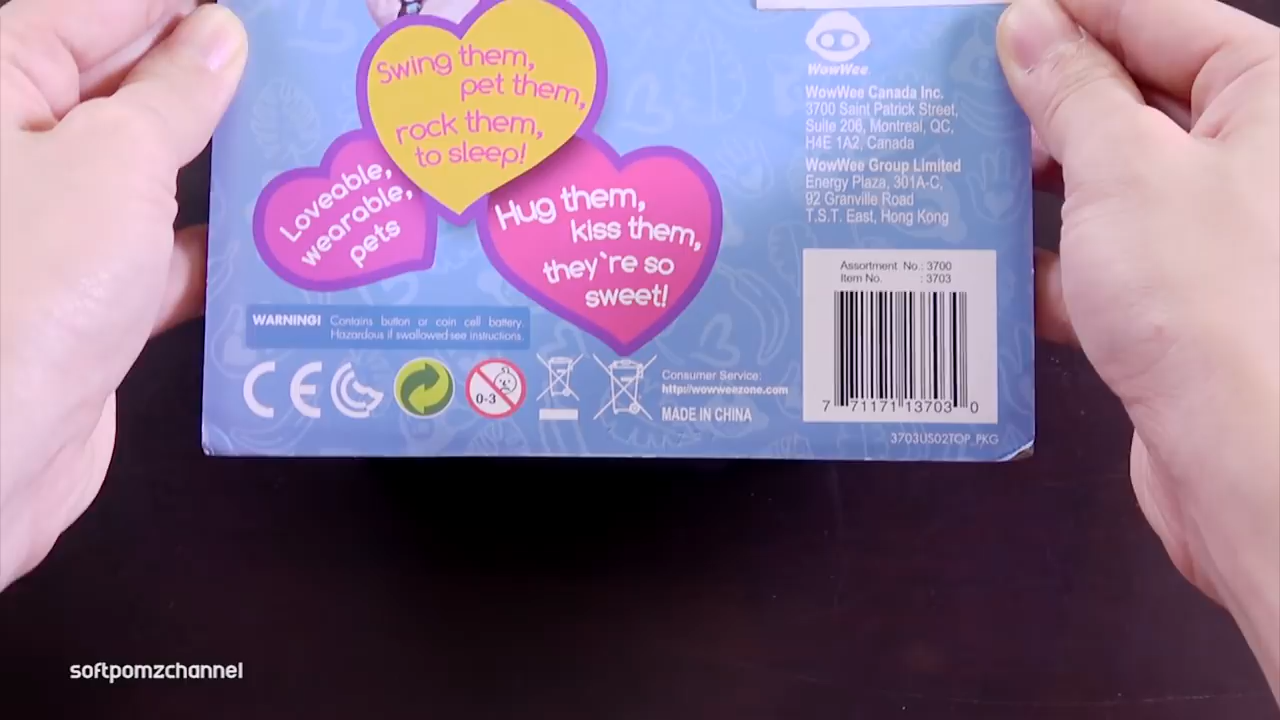 Swing them,
pet them,
rock them,
to sleep!
Loveable,
wearable,
pets
Hug them,
kiss them,
they`re so
sweet!
WARNING! Contains button or coin cell battery.
Hazardous if swallowed see instructions.
CE
0-3
Consumer Service:
http://wowweezone.com
MADE IN CHINA
WowWee
WowWee Canada Inc.
3700 Saint Patrick Street,
Suite 206, Montreal, QC,
H4E 1A2, Canada
WowWee Group Limited
Energy Plaza, 301A-C,
92 Granville Road
T.S.T. East, Hong Kong
Assortment No.: 3700
Item No. : 3703
7 71171 13703 0
3703US02TOP_PKG
softpomzchannel